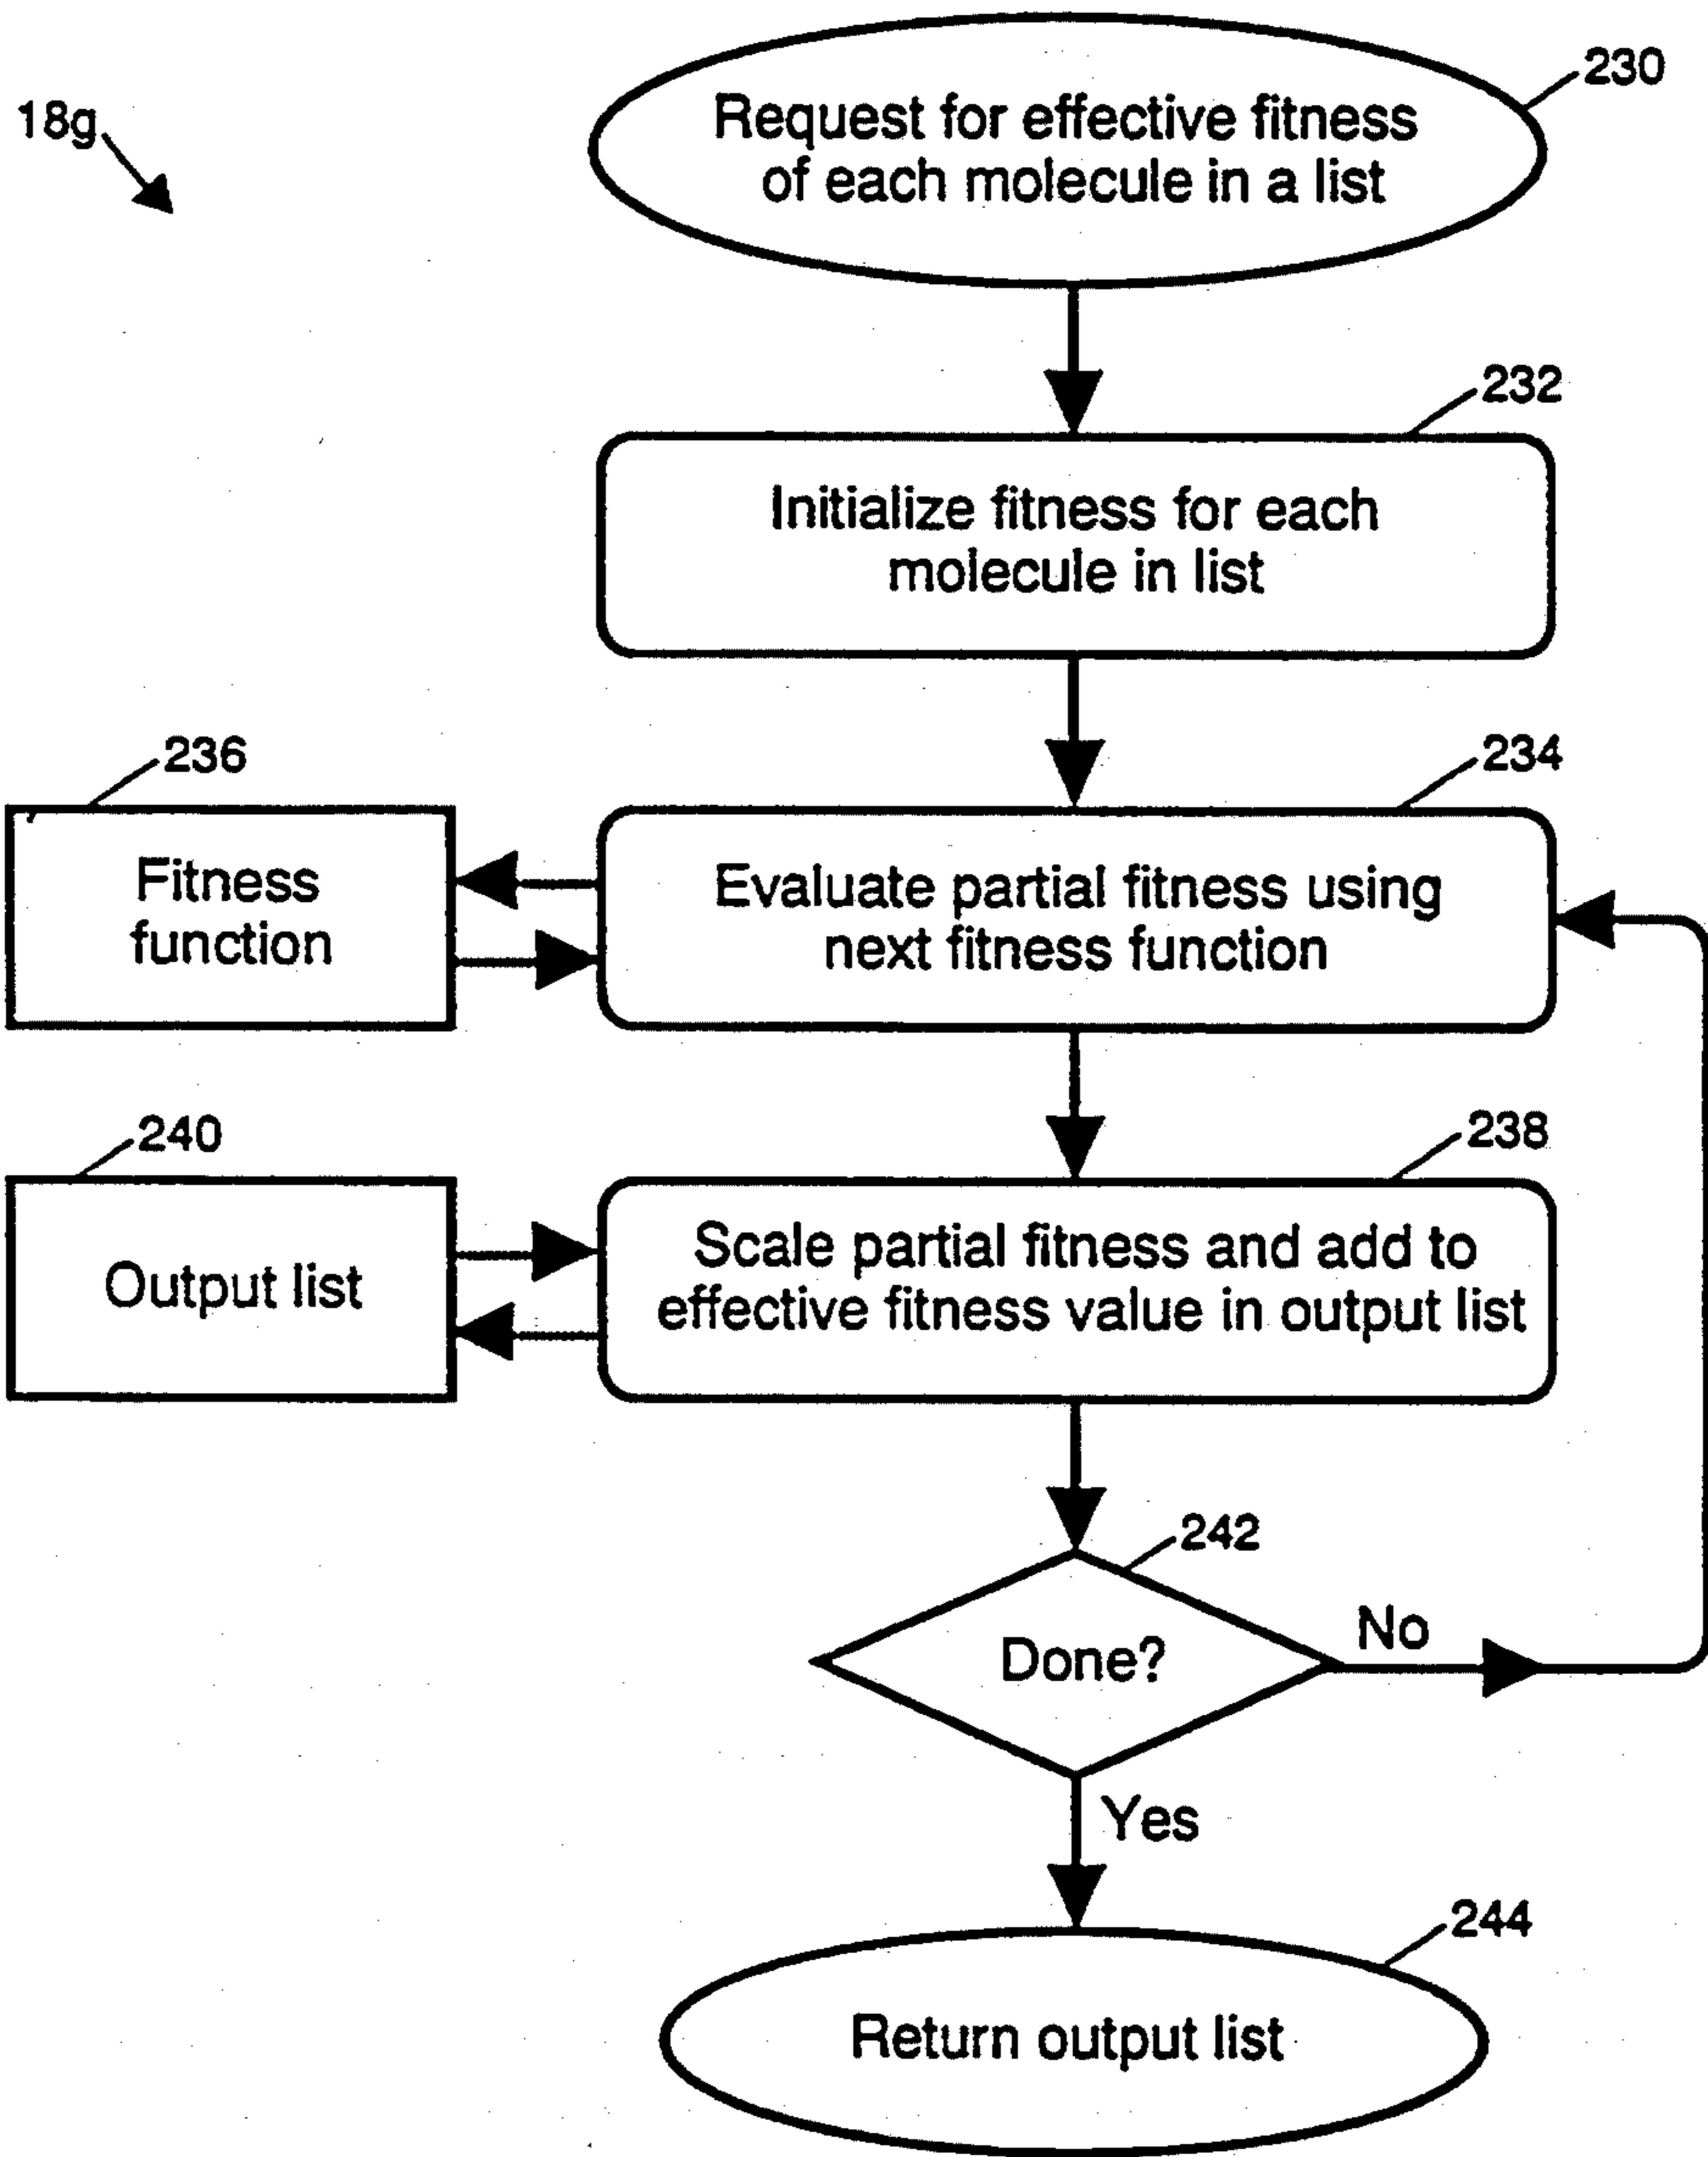 18g
230
Request for effective fitness
of each molecule in a list
232
Initialize fitness for each
molecule in list
236
234
Fitness
function
Evaluate partial fitness using
next fitness function
240
238
Output list
Scale partial fitness and add to
effective fitness value in output list
242
Done?
No
Yes
244
Return output list